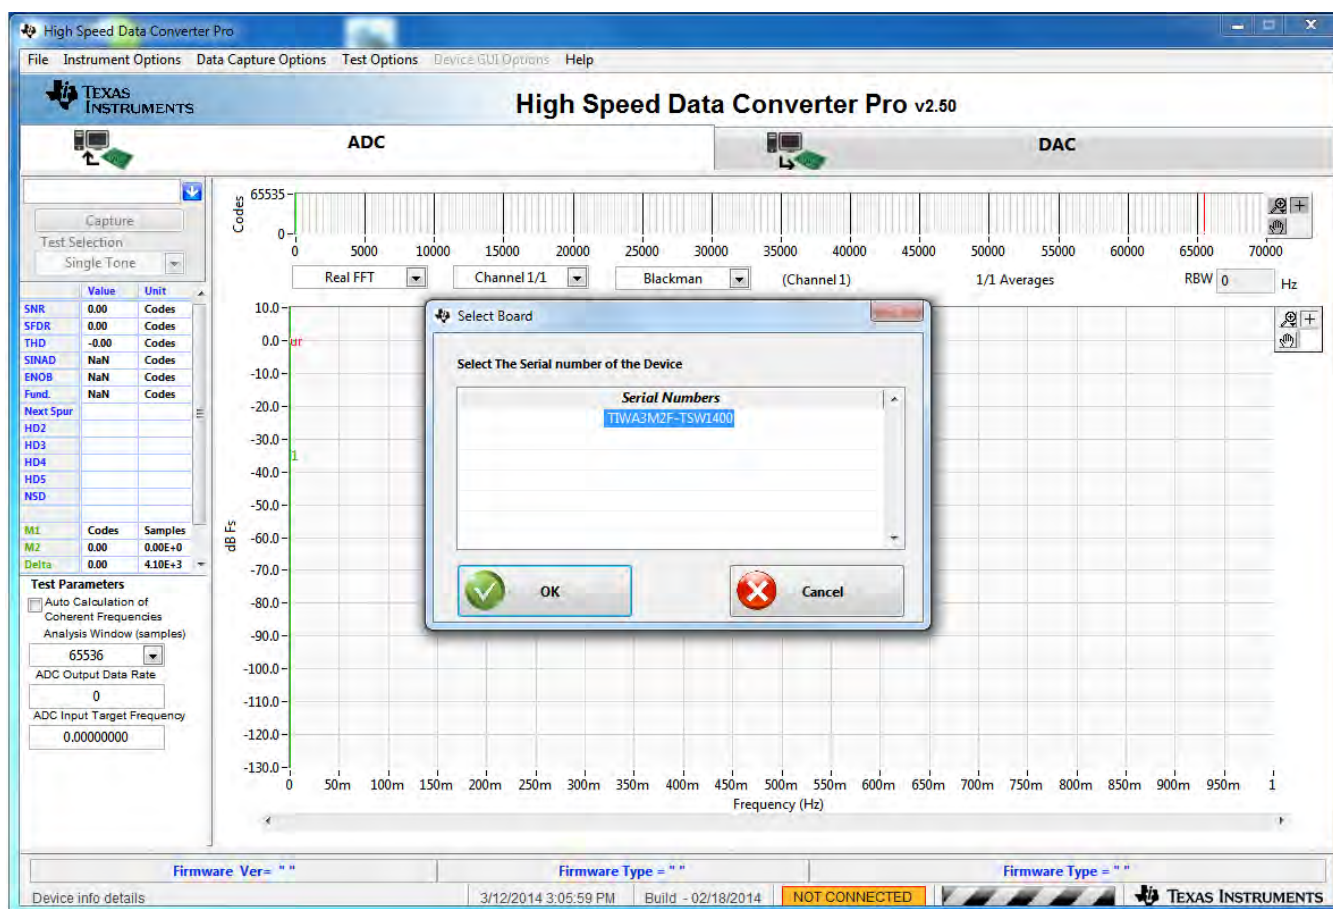 High Speed Data Converter Pro
File Instrument Options Data Capture Options Test Options Device GUI Options Help
TEXAS
INSTRUMENTS
High Speed Data Converter Pro v2.50
ADC
DAC
Capture
Test Selection
Single Tone
Value Unit
SNR 0.00 Codes
SFDR 0.00 Codes
THD -0.00 Codes
SINAD NaN Codes
ENOB NaN Codes
Fund. NaN Codes
Next Spur
HD2
HD3
HD4
HD5
NSD
M1 Codes Samples
M2 0.00 0.00E+0
Delta 0.00 4.10E+3
Test Parameters
Auto Calculation of
Coherent Frequencies
Analysis Window (samples)
65536
ADC Output Data Rate
0
ADC Input Target Frequency
0.00000000
Codes
65535
0
0 5000 10000 15000 20000 25000 30000 35000 40000 45000 50000 55000 60000 65000 70000
Real FFT Channel 1/1 Blackman (Channel 1) 1/1 Averages RBW 0 Hz
dB Fs
10.0
0.0
-10.0
-20.0
-30.0
-40.0
-50.0
-60.0
-70.0
-80.0
-90.0
-100.0
-110.0
-120.0
-130.0
1
0 50m 100m 150m 200m 250m 300m 350m 400m 450m 500m 550m 600m 650m 700m 750m 800m 850m 900m 950m 1
Frequency (Hz)
Select Board
Select The Serial number of the Device
Serial Numbers
TIWA3M2F-TSW1400
OK
Cancel
Firmware Ver= " " Firmware Type = " " Firmware Type = " "
Device info details 3/12/2014 3:05:59 PM Build - 02/18/2014 NOT CONNECTED TEXAS INSTRUMENTS